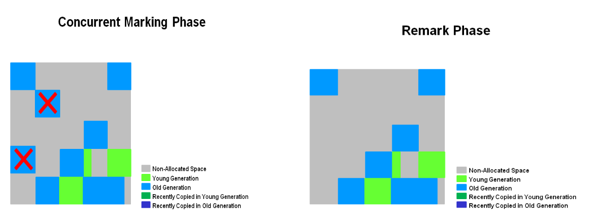 Concurrent Marking Phase
Non-Allocated Space
Young Generation
Old Generation
Recently Copied in Young Generation
Recently Copied in Old Generation
Remark Phase
Non-Allocated Space
Young Generation
Old Generation
Recently Copied in Young Generation
Recently Copied in Old Generation